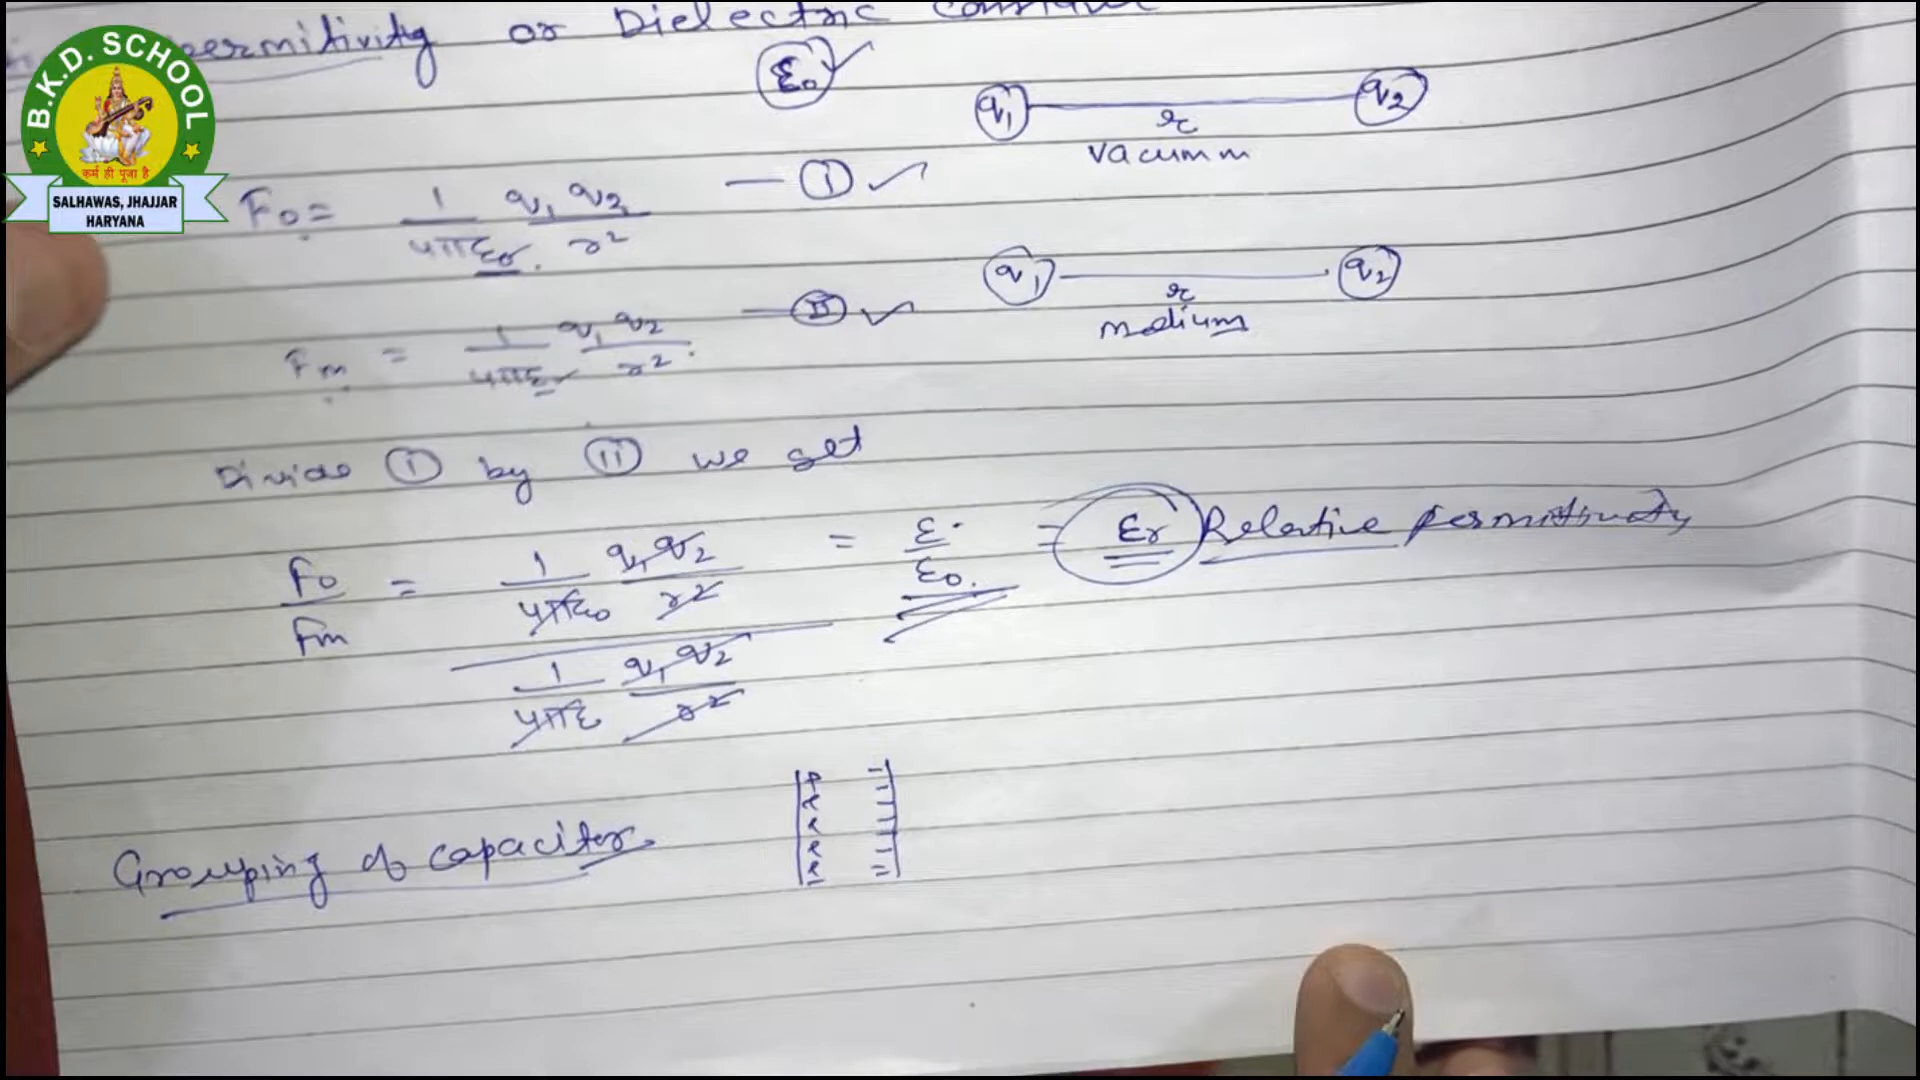 permitivity or Dielectric constant
ε₀
q₁ q₂
r
vacumm
F₀ = 1/4πε₀ . q₁q₂/r² — (I)
q₁ q₂
r
medium
Fm = 1/4πε q₁q₂/r² — (II)
Divide (I) by (II) we get
F₀/Fm = (1/4πε₀ q₁q₂/r²) / (1/4πε q₁q₂/r²) = ε/ε₀ = εr Relative permittivity
Grouping of capacitor.
B.K.D. SCHOOL
कर्म ही पूजा है
SALHAWAS, JHAJJAR
HARYANA